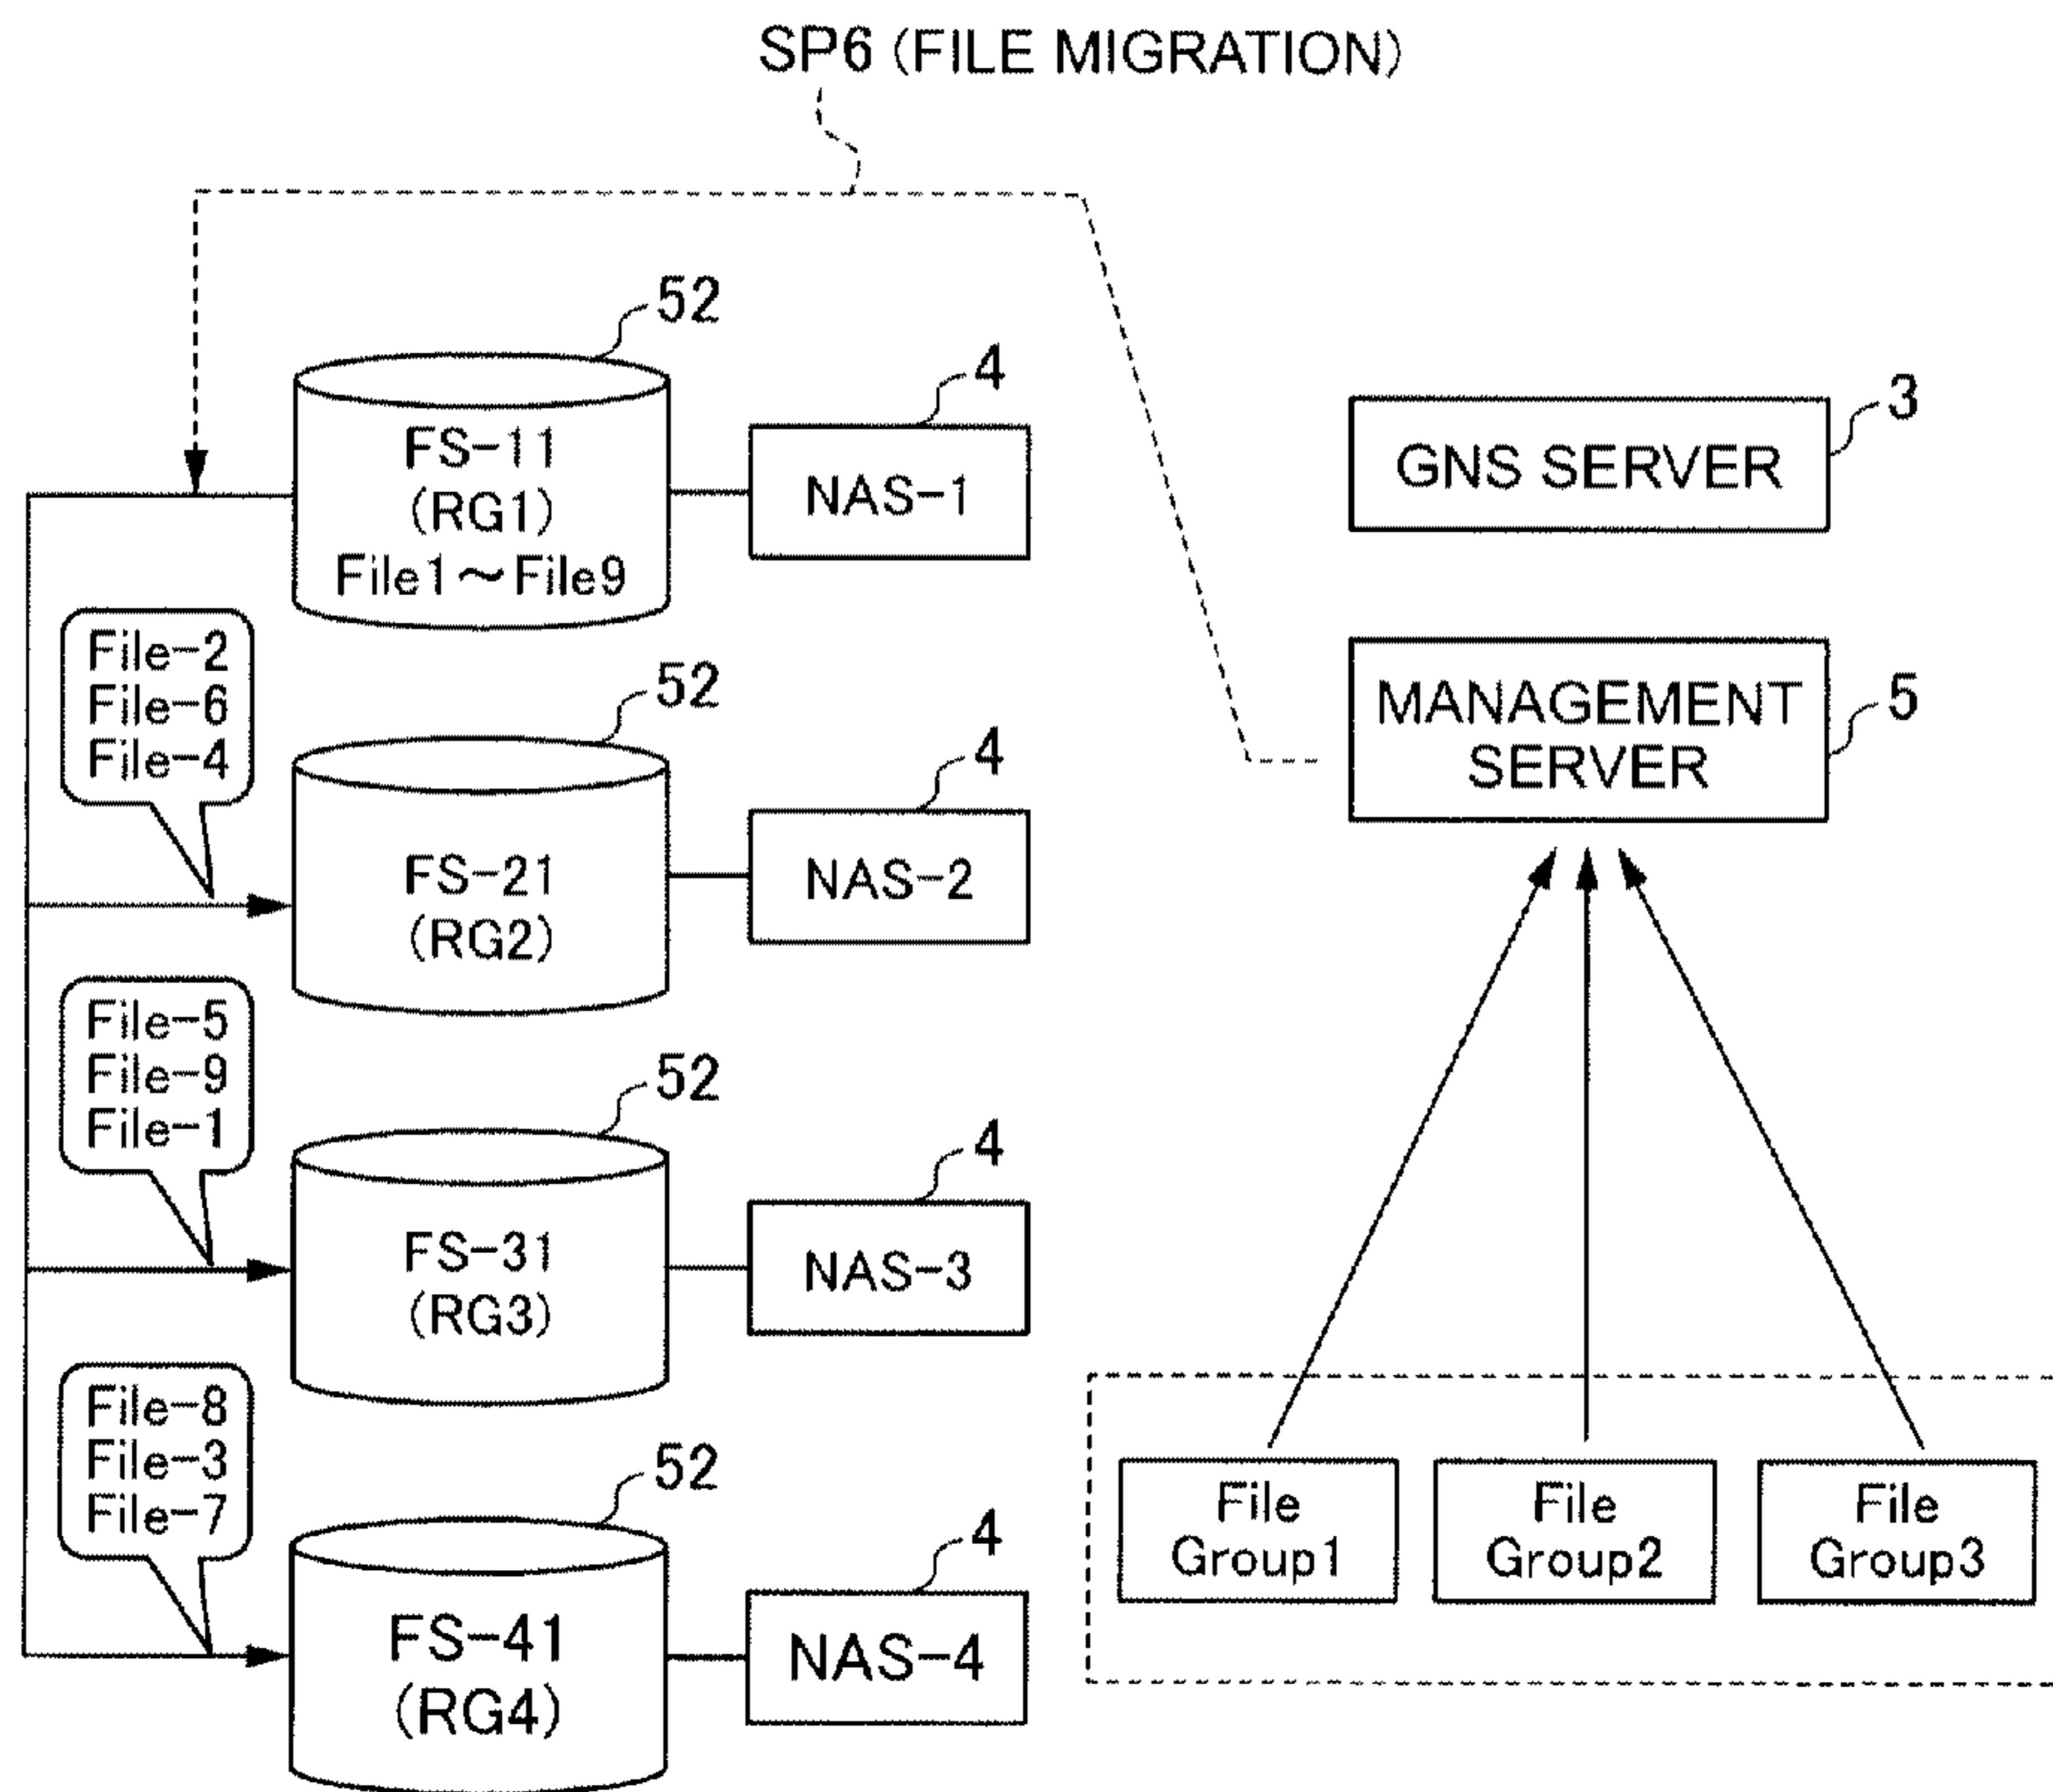 SP6 (FILE MIGRATION)
52
FS-11
(RG1)
File1～File9
4
NAS-1
3
GNS SERVER
File-2
File-6
File-4
52
FS-21
(RG2)
4
NAS-2
5
MANAGEMENT
SERVER
File-5
File-9
File-1
52
FS-31
(RG3)
4
NAS-3
File-8
File-3
File-7
52
FS-41
(RG4)
4
NAS-4
File
Group1
File
Group2
File
Group3